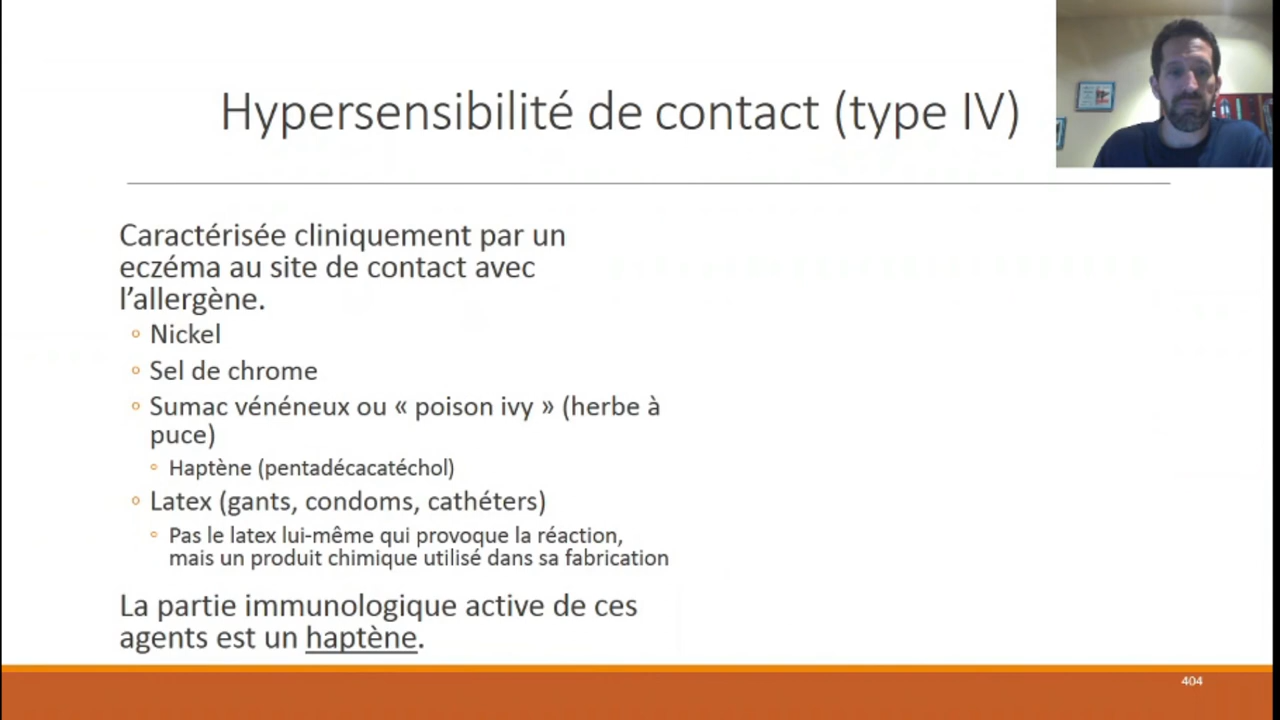 Hypersensibilité de contact (type IV)
Caractérisée cliniquement par un
eczéma au site de contact avec
l’allergène.
Nickel
Sel de chrome
Sumac vénéneux ou « poison ivy » (herbe à
puce)
Haptène (pentadécacatéchol)
Latex (gants, condoms, cathéters)
Pas le latex lui-même qui provoque la réaction,
mais un produit chimique utilisé dans sa fabrication
La partie immunologique active de ces
agents est un haptène.
404